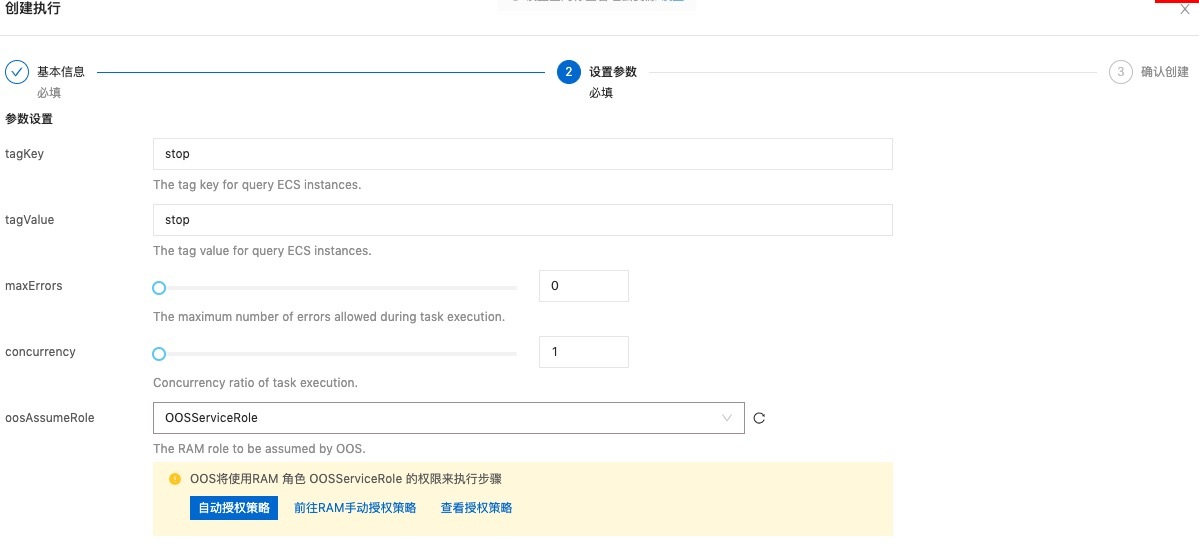 创建执行
基本信息
必填
2
设置参数
必填
3
确认创建
参数设置
tagKey
stop
The tag key for query ECS instances.
tagValue
stop
The tag value for query ECS instances.
maxErrors
0
The maximum number of errors allowed during task execution.
concurrency
1
Concurrency ratio of task execution.
oosAssumeRole
OOSServiceRole
The RAM role to be assumed by OOS.
OOS将使用RAM 角色 OOSServiceRole 的权限来执行步骤
自动授权策略 前往RAM手动授权策略 查看授权策略